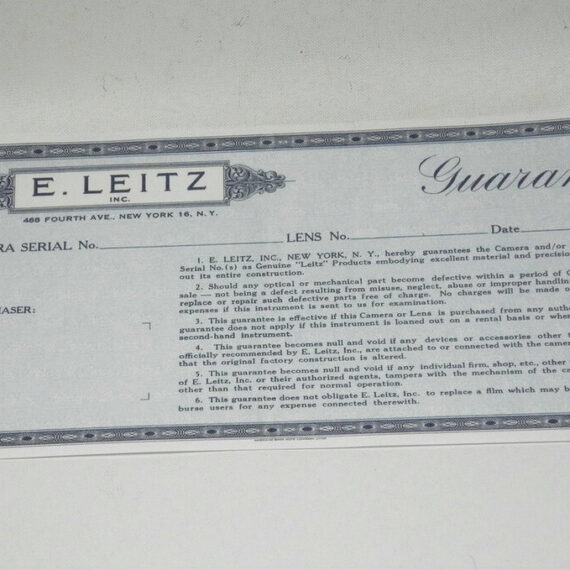 E. LEITZ
INC.
468 FOURTH AVE., NEW YORK 16, N. Y.
Guaran
RA SERIAL No.
LENS No.
Date
HASER:
1. E. LEITZ, INC., NEW YORK, N. Y., hereby guarantees the Camera and/or
Serial No.(s) as Genuine "Leitz" Products embodying excellent material and precision
out its entire construction.
2. Should any optical or mechanical part become defective within a period of
sale — not being a defect resulting from misuse, neglect, abuse or improper handling
replace or repair such defective parts free of charge. No charges will be made
expenses if this instrument is sent to us for examination.
3. This guarantee is effective if this Camera or Lens is purchased from any auth
guarantee does not apply if this instrument is loaned out on a rental basis or when
second-hand instrument.
4. This guarantee becomes null and void if any devices or accessories other t
officially recommended by E. Leitz, Inc., are attached to or connected with the camera
that the original factory construction is altered.
5. This guarantee becomes null and void if any individual firm, shop, etc., other
of E. Leitz, Inc. or their authorized agents, tampers with the mechanism of the ca
other than that required for normal operation.
6. This guarantee does not obligate E. Leitz, Inc. to replace a film which may b
burse users for any expense connected therewith.